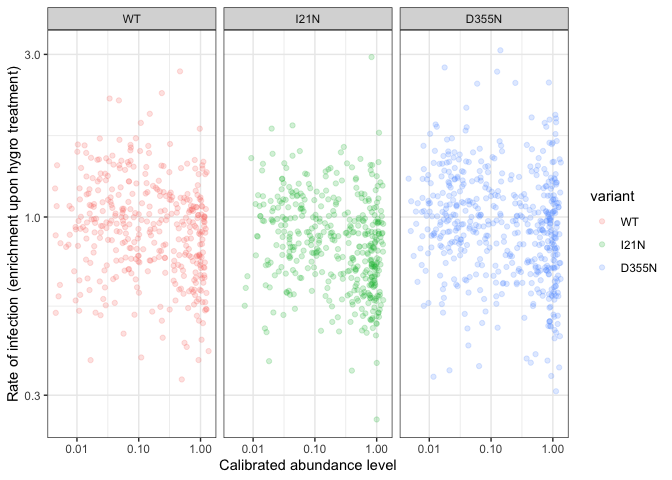 WT
I21N
D355N
Rate of infection (enrichment upon hygro treatment)
3.0
1.0
0.3
0.01
0.10
1.00
0.01
0.10
1.00
0.01
0.10
1.00
Calibrated abundance level
variant
WT
I21N
D355N